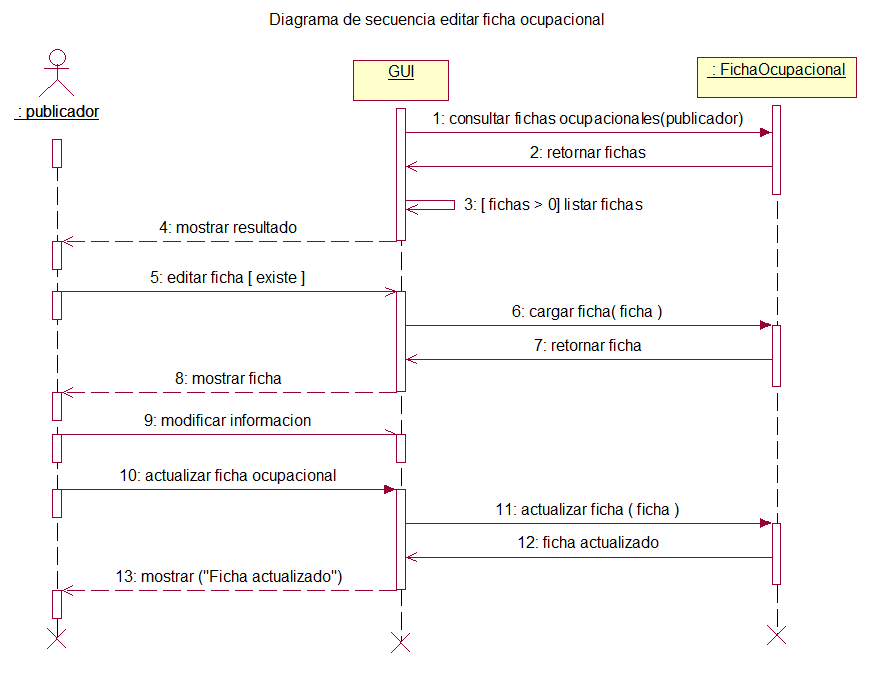 Diagrama de secuencia editar ficha ocupacional
GUI
: FichaOcupacional
: publicador
1: consultar fichas ocupacionales(publicador)
2: retornar fichas
3: [ fichas > 0] listar fichas
4: mostrar resultado
5: editar ficha [ existe ]
6: cargar ficha( ficha )
7: retornar ficha
8: mostrar ficha
9: modificar informacion
10: actualizar ficha ocupacional
11: actualizar ficha ( ficha )
12: ficha actualizado
13: mostrar ("Ficha actualizado")